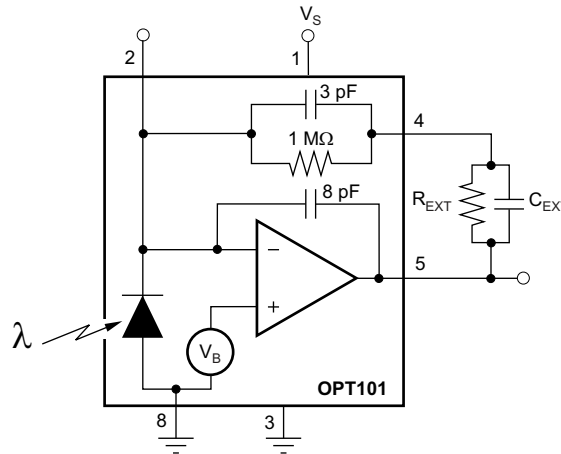 V_S
2
1
3 pF
4
1 MΩ
8 pF
R_EXT
C_EX
−
5
+
λ
V_B
OPT101
8
3